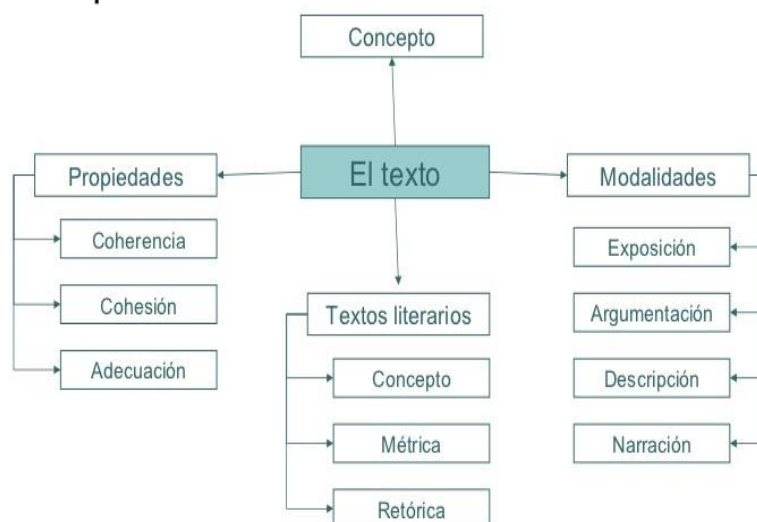 Concepto
El texto
Propiedades
Coherencia
Cohesión
Adecuación
Textos literarios
Concepto
Métrica
Retórica
Modalidades
Exposición
Argumentación
Descripción
Narración